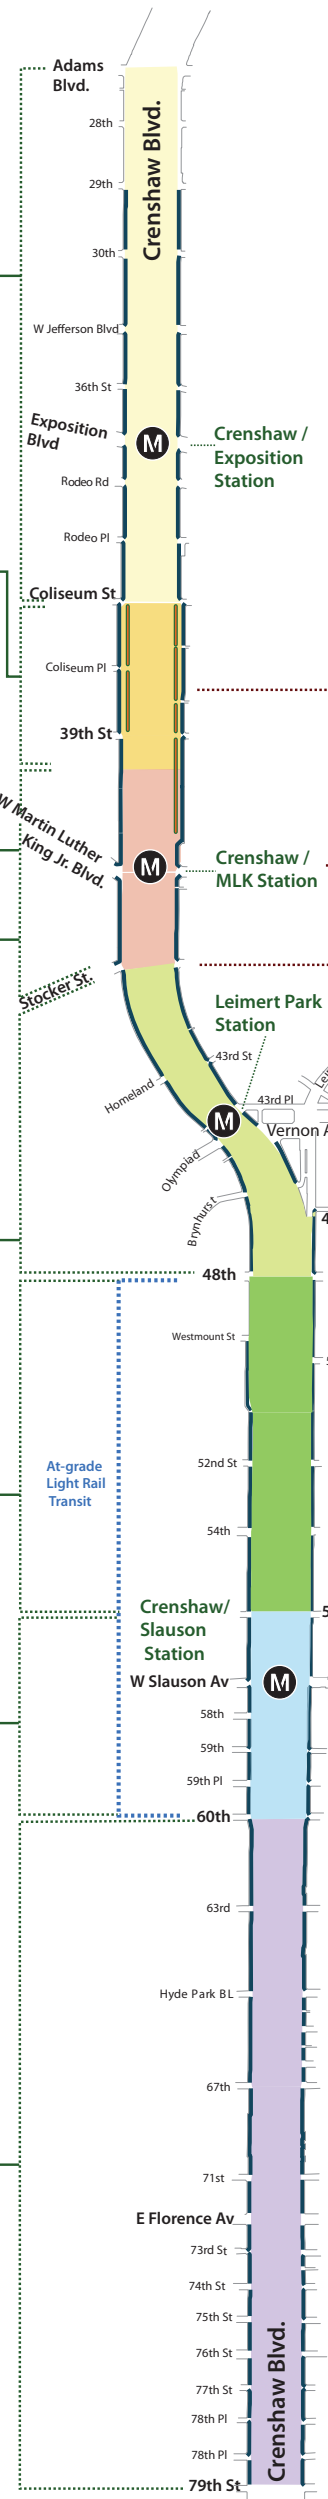 Adams
Blvd.
Crenshaw Blvd.
28th
29th
30th
W Jefferson Blvd
36th St
Exposition
Blvd
M
Crenshaw /
Exposition
Station
Rodeo Rd
Rodeo Pl
Coliseum St
Coliseum Pl
39th St
W Martin Luther
King Jr. Blvd.
M
Crenshaw /
MLK Station
Stocker St.
Leimert Park
Station
43rd St
Homeland
43rd Pl
M
Vernon A
Olympiad
Brynhurst
4
48th
Westmount St
At-grade
Light Rail
Transit
52nd St
54th
Crenshaw/
Slauson
Station
5
W Slauson Av
M
58th
59th
59th Pl
60th
63rd
Hyde Park BL
67th
71st
E Florence Av
73rd St
74th St
75th St
76th St
77th St
78th Pl
78th Pl
Crenshaw Blvd.
79th St